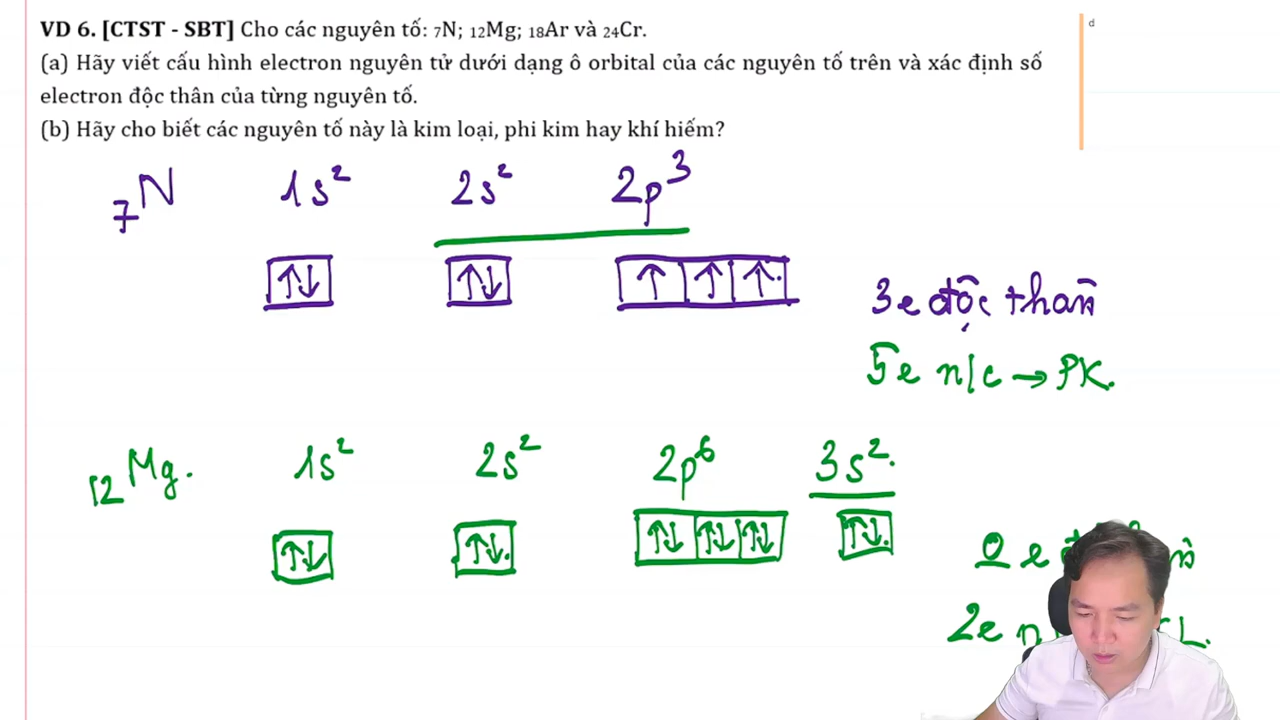 VD 6. [CTST - SBT] Cho các nguyên tố: ₇N; ₁₂Mg; ₁₈Ar và ₂₄Cr.
(a) Hãy viết cấu hình electron nguyên tử dưới dạng ô orbital của các nguyên tố trên và xác định số
electron độc thân của từng nguyên tố.
(b) Hãy cho biết các nguyên tố này là kim loại, phi kim hay khí hiếm?
d
₇N 1s² 2s² 2p³
↑↓ ↑↓ ↑ ↑ ↑
3e độc thân
5e n/c → PK.
₁₂Mg. 1s² 2s² 2p⁶ 3s².
↑↓ ↑↓ ↑↓ ↑↓ ↑↓ ↑↓
0 e
2e n